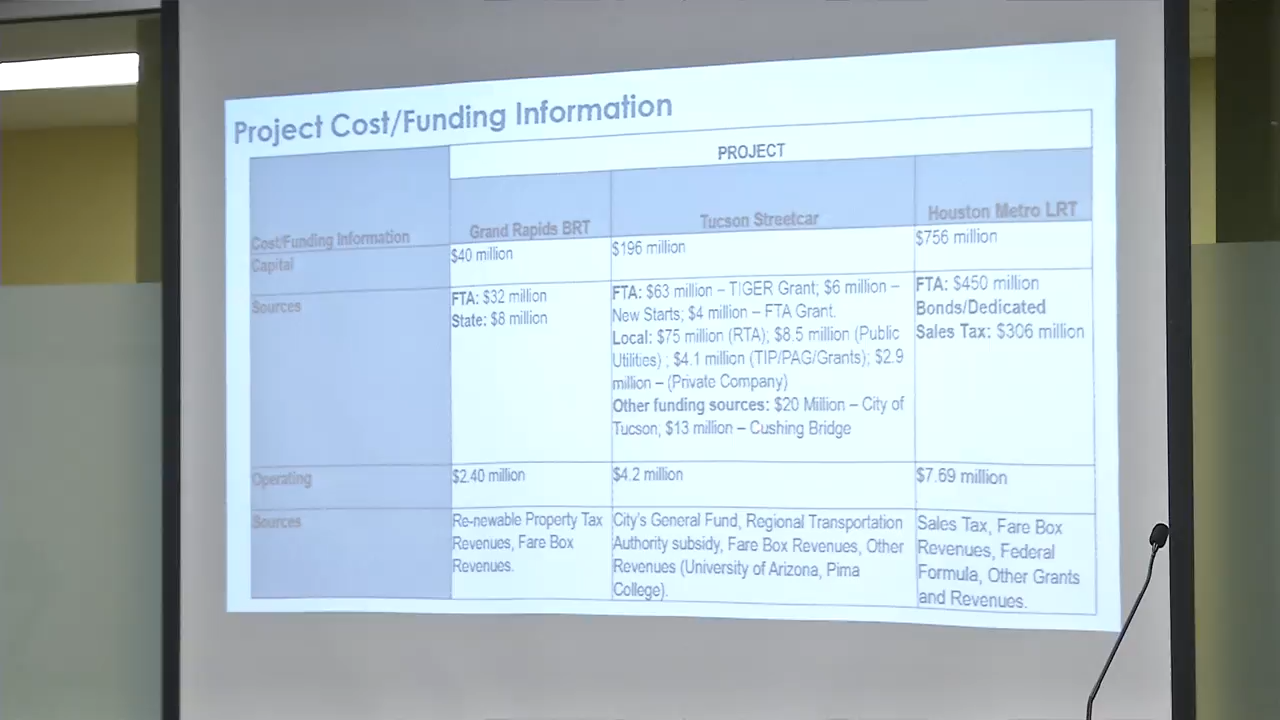 Project Cost/Funding Information
PROJECT
Cost/Funding Information
Grand Rapids BRT
Tucson Streetcar
Houston Metro LRT
Capital
$40 million
$196 million
$756 million
Sources
FTA: $32 million
State: $8 million
FTA: $63 million – TIGER Grant; $6 million –
New Starts; $4 million – FTA Grant.
Local: $75 million (RTA); $8.5 million (Public
Utilities) ; $4.1 million (TIP/PAG/Grants); $2.9
million – (Private Company)
Other funding sources: $20 Million – City of
Tucson, $13 million – Cushing Bridge
FTA: $450 million
Bonds/Dedicated
Sales Tax: $306 million
Operating
$2.40 million
$4.2 million
$7.69 million
Sources
Re-newable Property Tax
Revenues, Fare Box
Revenues.
City's General Fund, Regional Transportation
Authority subsidy, Fare Box Revenues, Other
Revenues (University of Arizona, Pima
College).
Sales Tax, Fare Box
Revenues, Federal
Formula, Other Grants
and Revenues.